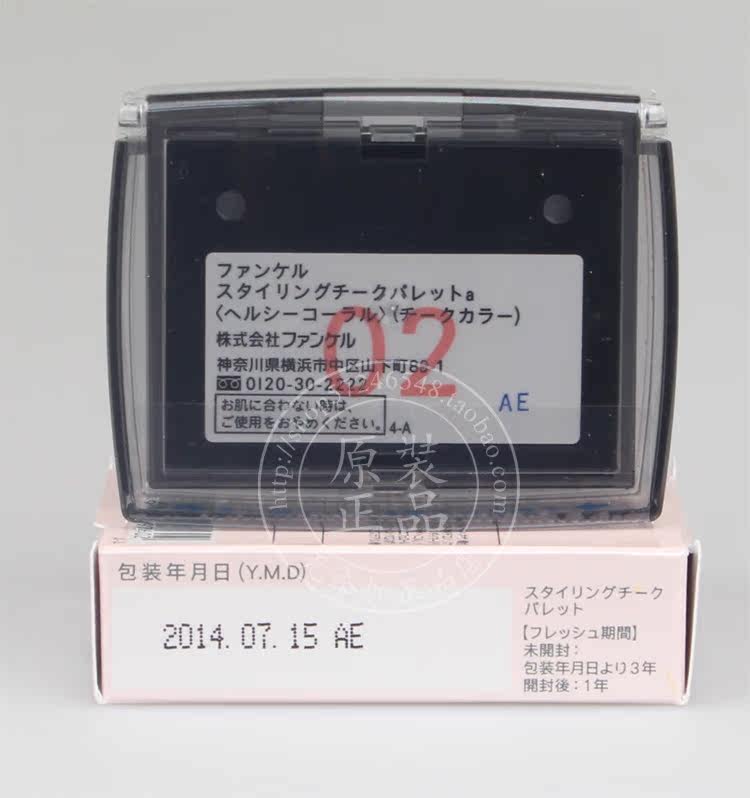 ファンケル
スタイリングチークパレットa
〈ヘルシーコーラル〉(チークカラー)
02
株式会社ファンケル
神奈川県横浜市中区山下町89-1
0120-30-2222
お肌に合わない時は、
ご使用をおやめください。
4-A
AE
原装
正品
包装年月日(Y.M.D)
2014.07.15 AE
スタイリングチーク
パレット
【フレッシュ期間】
未開封:
包装年月日より3年
開封後:1年